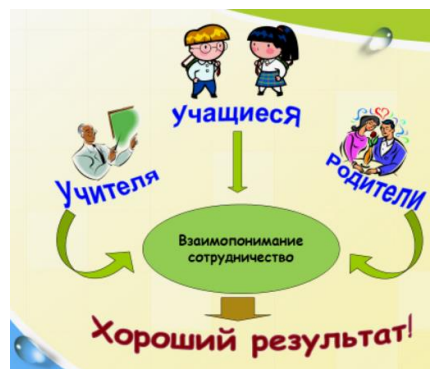 Учащиеся
Учителя
Родители
Взаимопонимание
сотрудничество
Хороший результат!